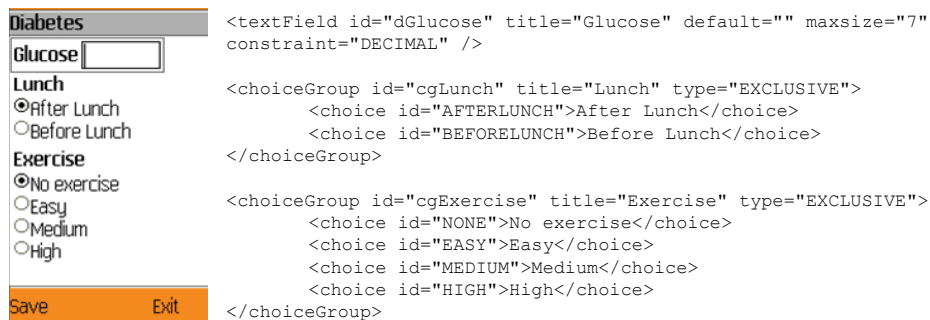 Diabetes
Glucose
Lunch
After Lunch
Before Lunch
Exercise
No exercise
Easy
Medium
High
Save Exit
<textField id="dGlucose" title="Glucose" default="" maxsize="7"
constraint="DECIMAL" />
<choiceGroup id="cgLunch" title="Lunch" type="EXCLUSIVE">
<choice id="AFTERLUNCH">After Lunch</choice>
<choice id="BEFORELUNCH">Before Lunch</choice>
</choiceGroup>
<choiceGroup id="cgExercise" title="Exercise" type="EXCLUSIVE">
<choice id="NONE">No exercise</choice>
<choice id="EASY">Easy</choice>
<choice id="MEDIUM">Medium</choice>
<choice id="HIGH">High</choice>
</choiceGroup>